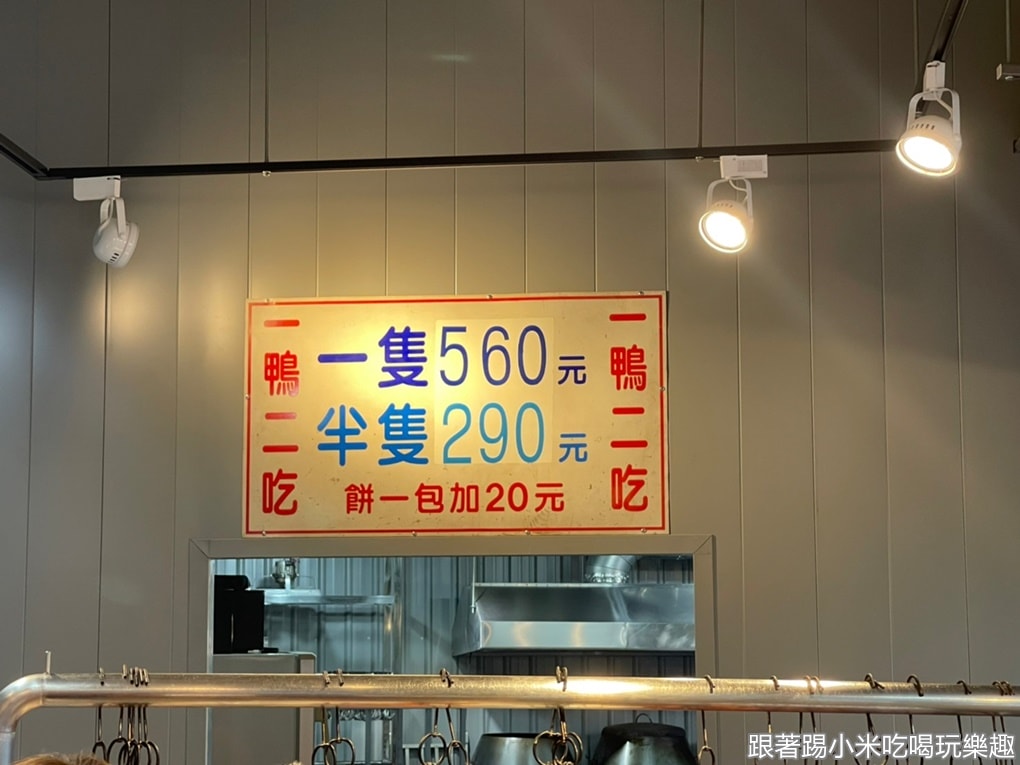 一鴨二吃
一隻560元
半隻290元
餅一包加20元
一鴨二吃
跟著踢小米吃喝玩樂趣